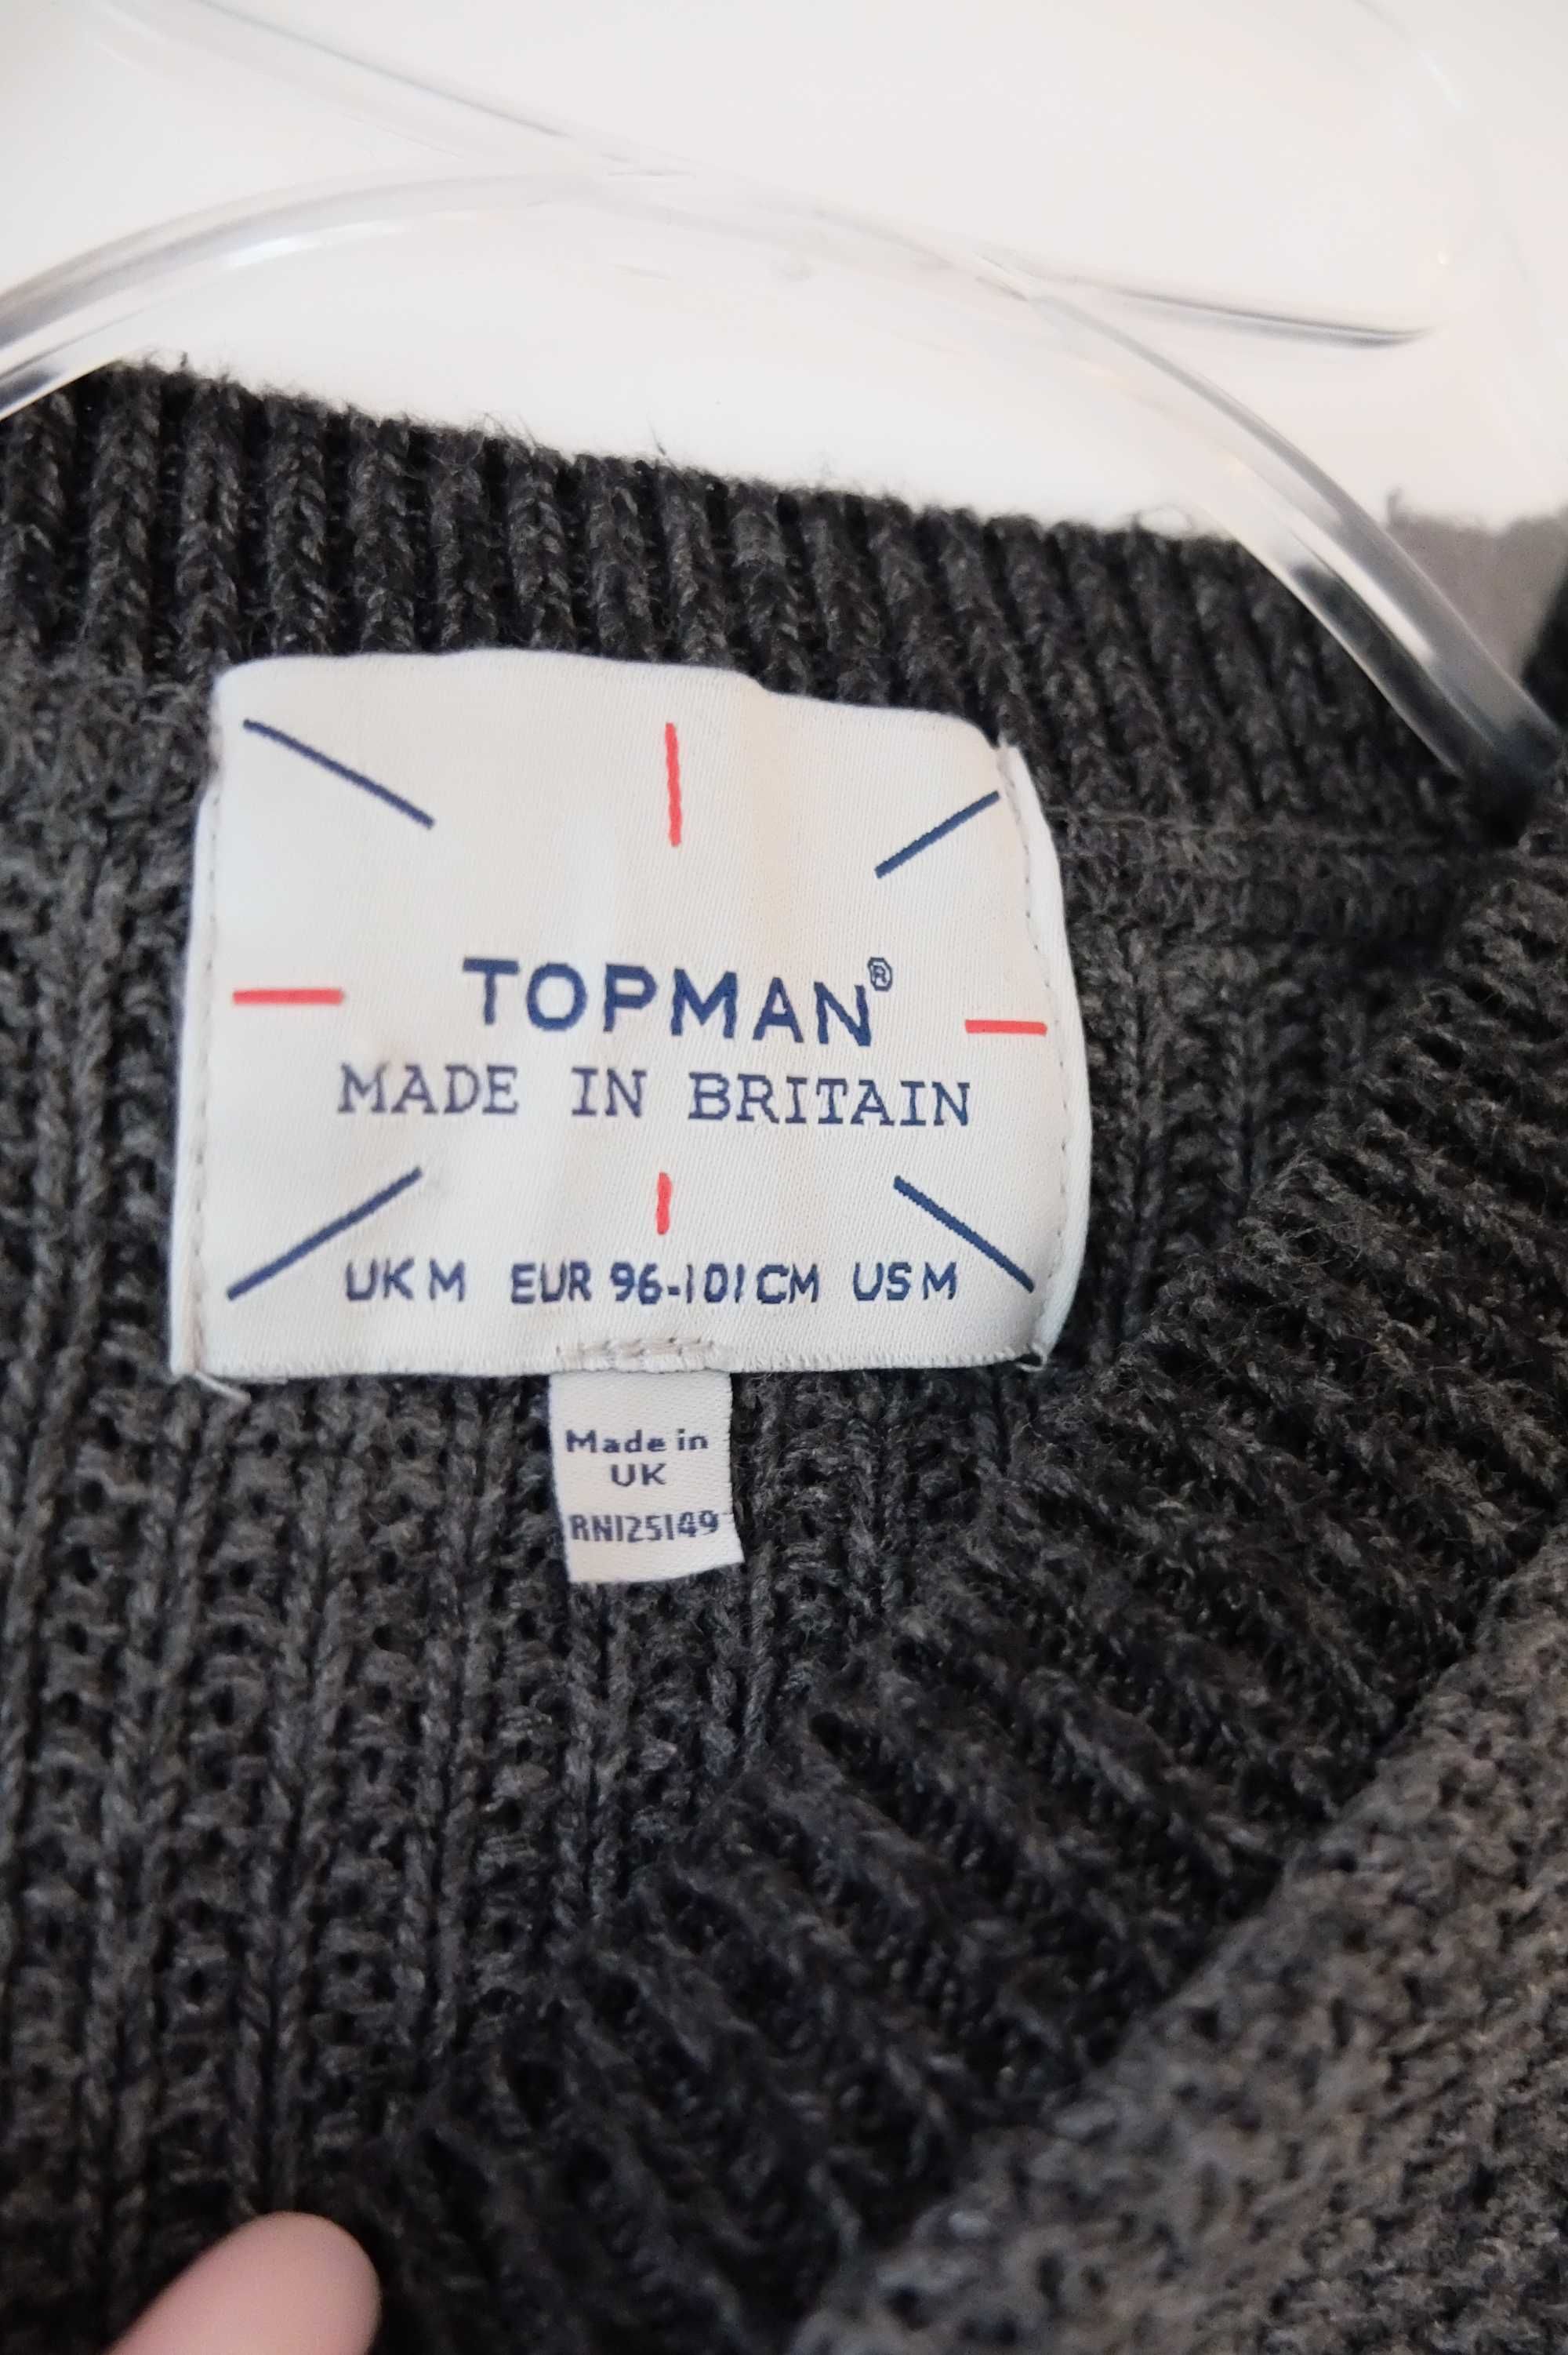 TOPMAN®
MADE IN BRITAIN
UK M EUR 96-101 CM US M
Made in
UK
RN125149